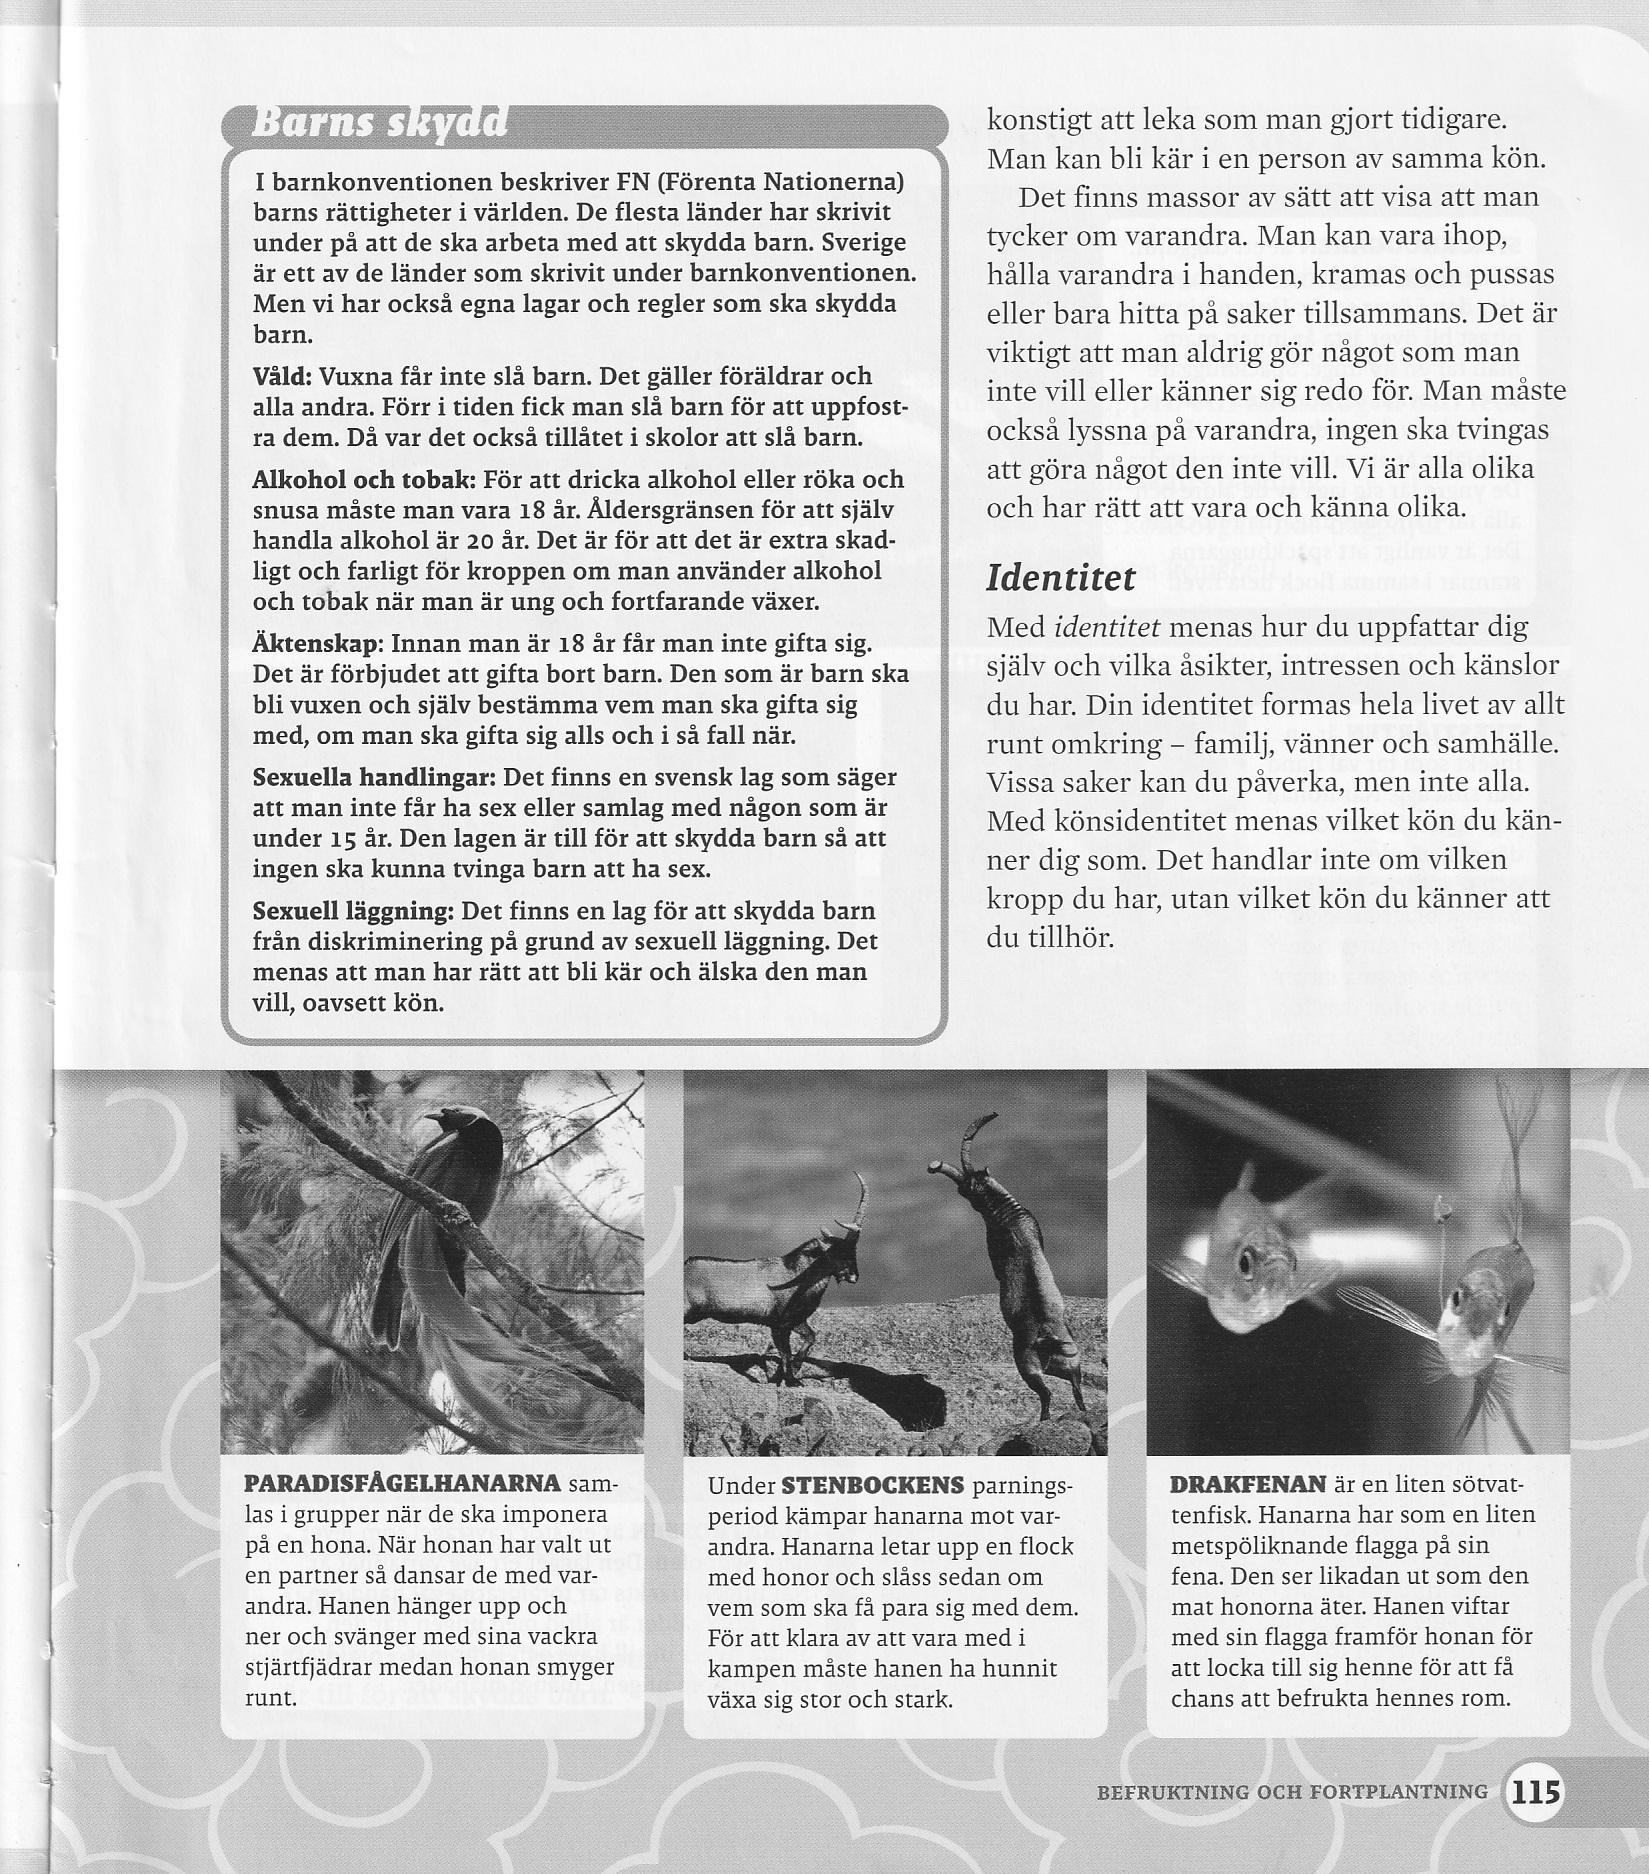 Barns skydd
I barnkonventionen beskriver FN (Förenta Nationerna)
barns rättigheter i världen. De flesta länder har skrivit
under på att de ska arbeta med att skydda barn. Sverige
är ett av de länder som skrivit under barnkonventionen.
Men vi har också egna lagar och regler som ska skydda
barn.
Våld: Vuxna får inte slå barn. Det gäller föräldrar och
alla andra. Förr i tiden fick man slå barn för att uppfost-
ra dem. Då var det också tillåtet i skolor att slå barn.
Alkohol och tobak: För att dricka alkohol eller röka och
snusa måste man vara 18 år. Åldersgränsen för att själv
handla alkohol är 20 år. Det är för att det är extra skad-
ligt och farligt för kroppen om man använder alkohol
och tobak när man är ung och fortfarande växer.
Äktenskap: Innan man är 18 år får man inte gifta sig.
Det är förbjudet att gifta bort barn. Den som är barn ska
bli vuxen och själv bestämma vem man ska gifta sig
med, om man ska gifta sig alls och i så fall när.
Sexuella handlingar: Det finns en svensk lag som säger
att man inte får ha sex eller samlag med någon som är
under 15 år. Den lagen är till för att skydda barn så att
ingen ska kunna tvinga barn att ha sex.
Sexuell läggning: Det finns en lag för att skydda barn
från diskriminering på grund av sexuell läggning. Det
menas att man har rätt att bli kär och älska den man
vill, oavsett kön.
konstigt att leka som man gjort tidigare.
Man kan bli kär i en person av samma kön.
Det finns massor av sätt att visa att man
tycker om varandra. Man kan vara ihop,
hålla varandra i handen, kramas och pussas
eller bara hitta på saker tillsammans. Det är
viktigt att man aldrig gör något som man
inte vill eller känner sig redo för. Man måste
också lyssna på varandra, ingen ska tvingas
att göra något den inte vill. Vi är alla olika
och har rätt att vara och känna olika.
Identitet
Med identitet menas hur du uppfattar dig
själv och vilka åsikter, intressen och känslor
du har. Din identitet formas hela livet av allt
runt omkring – familj, vänner och samhälle.
Vissa saker kan du påverka, men inte alla.
Med könsidentitet menas vilket kön du kän-
ner dig som. Det handlar inte om vilken
kropp du har, utan vilket kön du känner att
du tillhör.
PARADISFÅGELHANARNA sam-
las i grupper när de ska imponera
på en hona. När honan har valt ut
en partner så dansar de med var-
andra. Hanen hänger upp och
ner och svänger med sina vackra
stjärtfjädrar medan honan smyger
runt.
Under STENBOCKENS parnings-
period kämpar hanarna mot var-
andra. Hanarna letar upp en flock
med honor och slåss sedan om
vem som ska få para sig med dem.
För att klara av att vara med i
kampen måste hanen ha hunnit
växa sig stor och stark.
DRAKFENAN är en liten sötvat-
tenfisk. Hanarna har som en liten
metspöliknande flagga på sin
fena. Den ser likadan ut som den
mat honorna äter. Hanen viftar
med sin flagga framför honan för
att locka till sig henne för att få
chans att befrukta hennes rom.
BEFRUKTNING OCH FORTPLANTNING 115